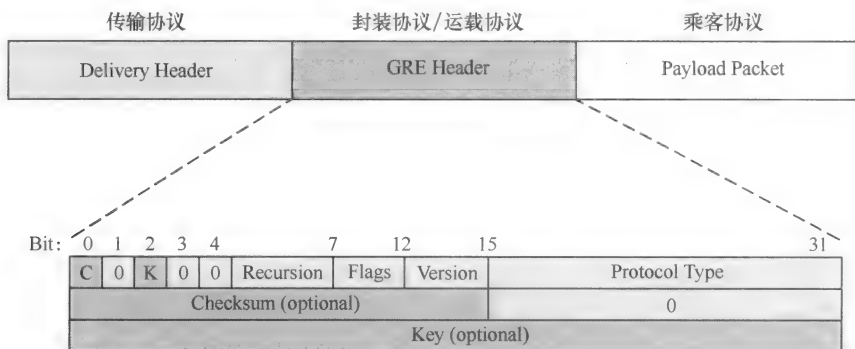 传输协议 封装协议/运载协议 乘客协议
Delivery Header GRE Header Payload Packet
Bit: 0 1 2 3 4 7 12 15 31
C 0 K 0 0 Recursion Flags Version Protocol Type
Checksum (optional) 0
Key (optional)